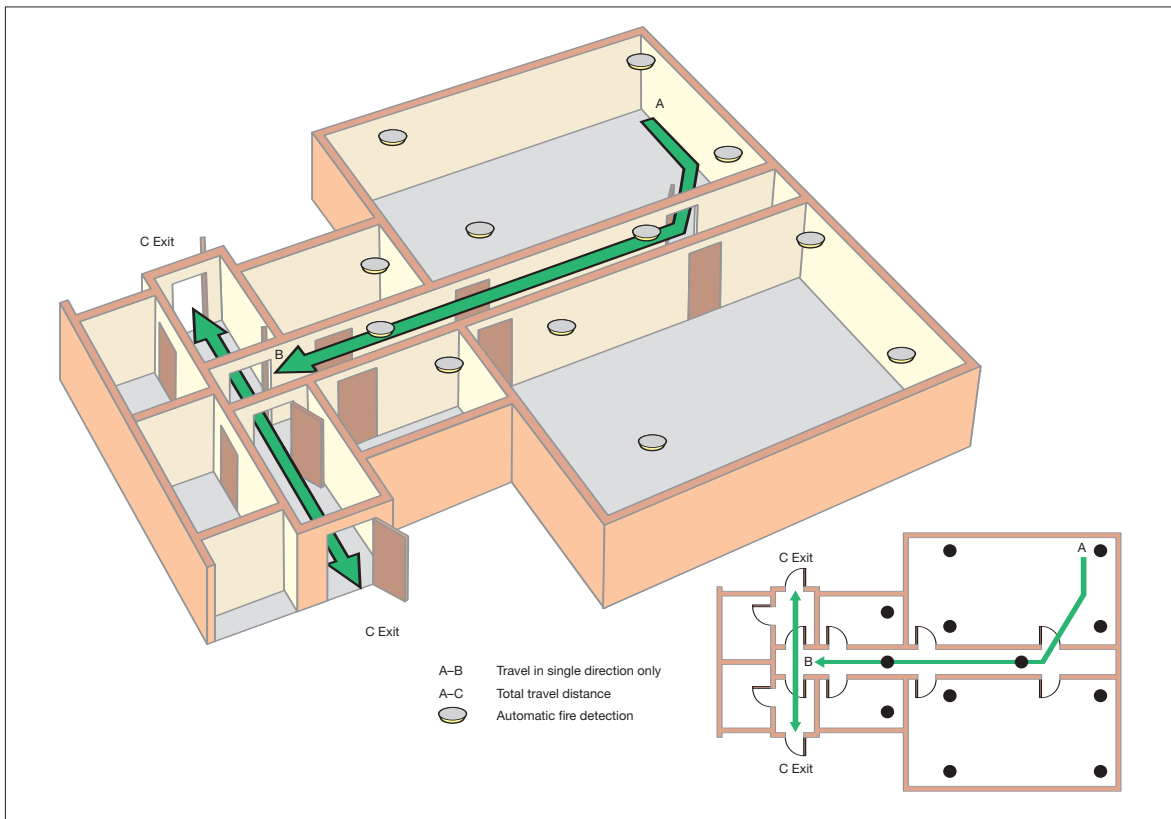 A
C Exit
B
C Exit
A–B Travel in single direction only
A–C Total travel distance
Automatic fire detection
C Exit
A
B
C Exit